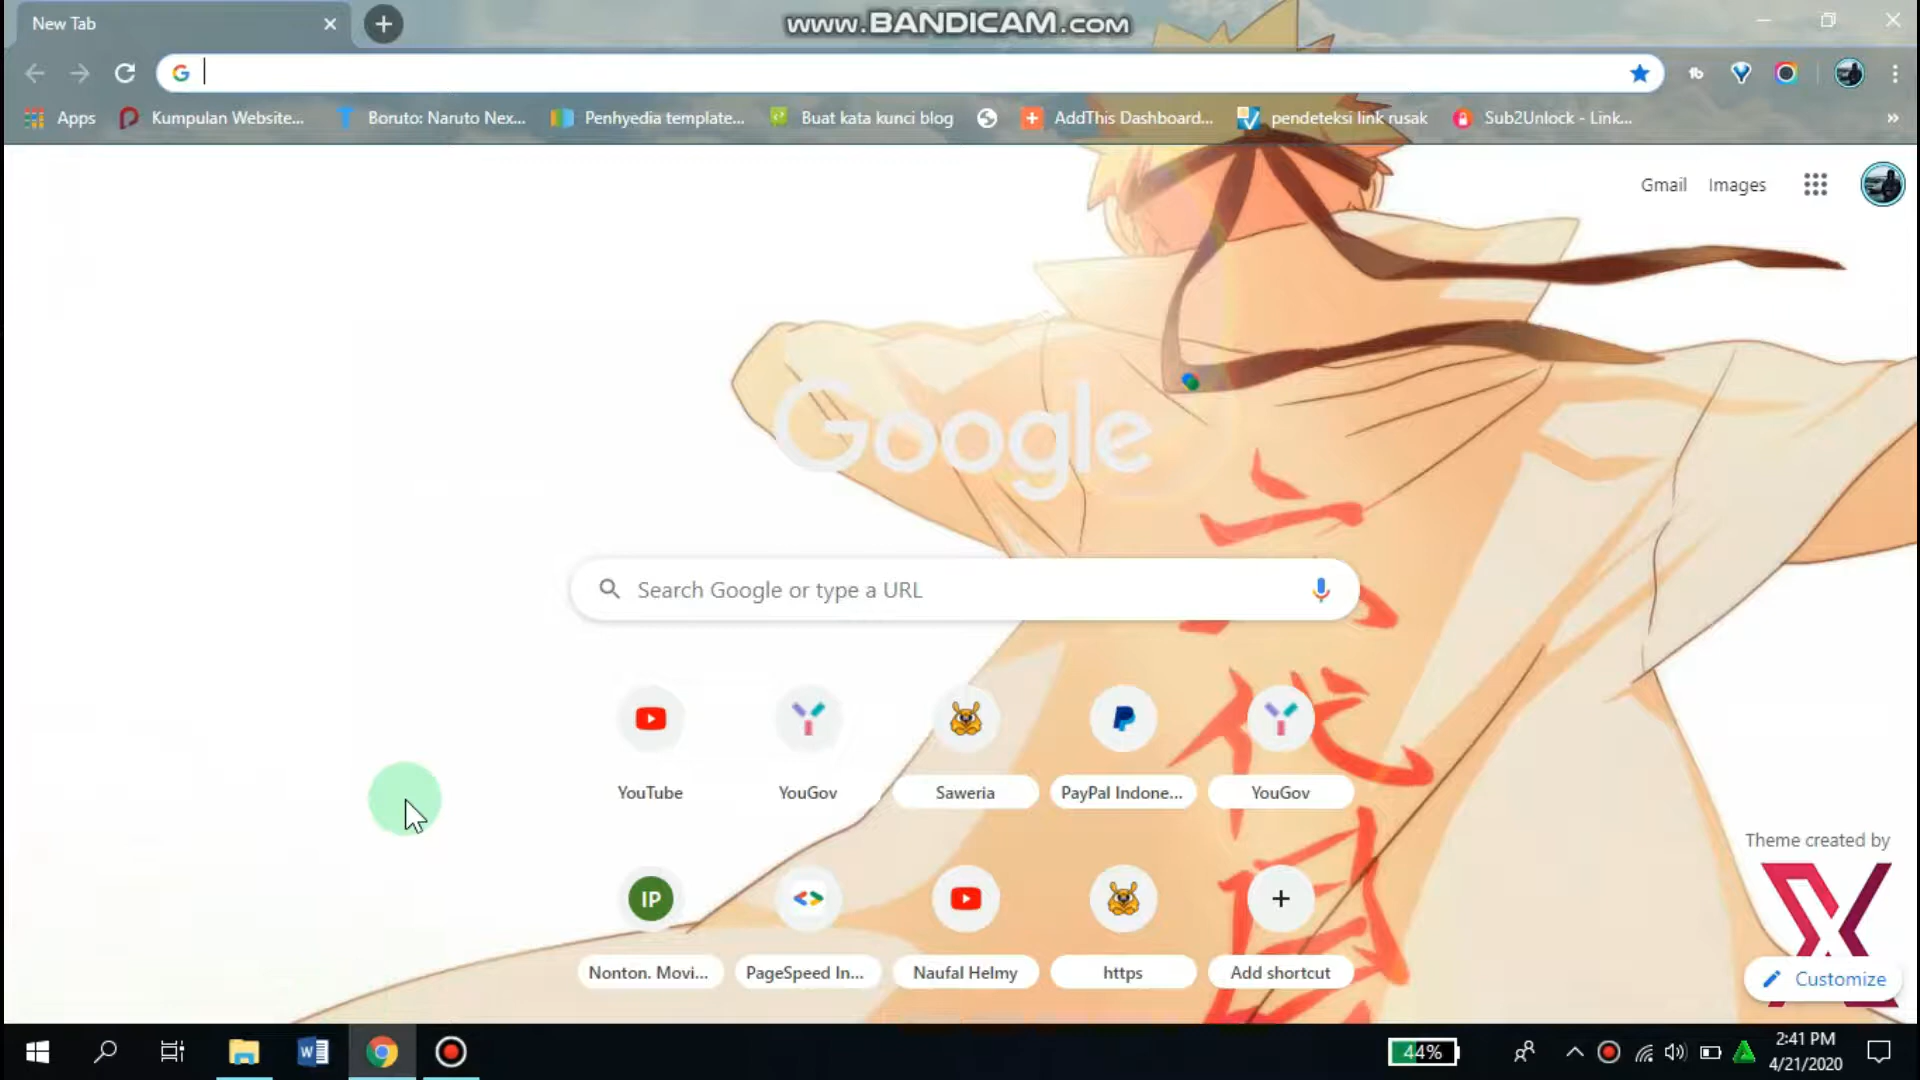 New Tab
www.BANDICAM.com
Apps
Kumpulan Website...
Boruto: Naruto Nex...
Penhyedia template...
Buat kata kunci blog
AddThis Dashboard...
pendeteksi link rusak
Sub2Unlock - Link...
»
Gmail
Images
Google
Search Google or type a URL
YouTube
YouGov
Saweria
PayPal Indone...
YouGov
IP
Nonton. Movi...
PageSpeed In...
Naufal Helmy
https
Add shortcut
Theme created by
Customize
44%
2:41 PM
4/21/2020